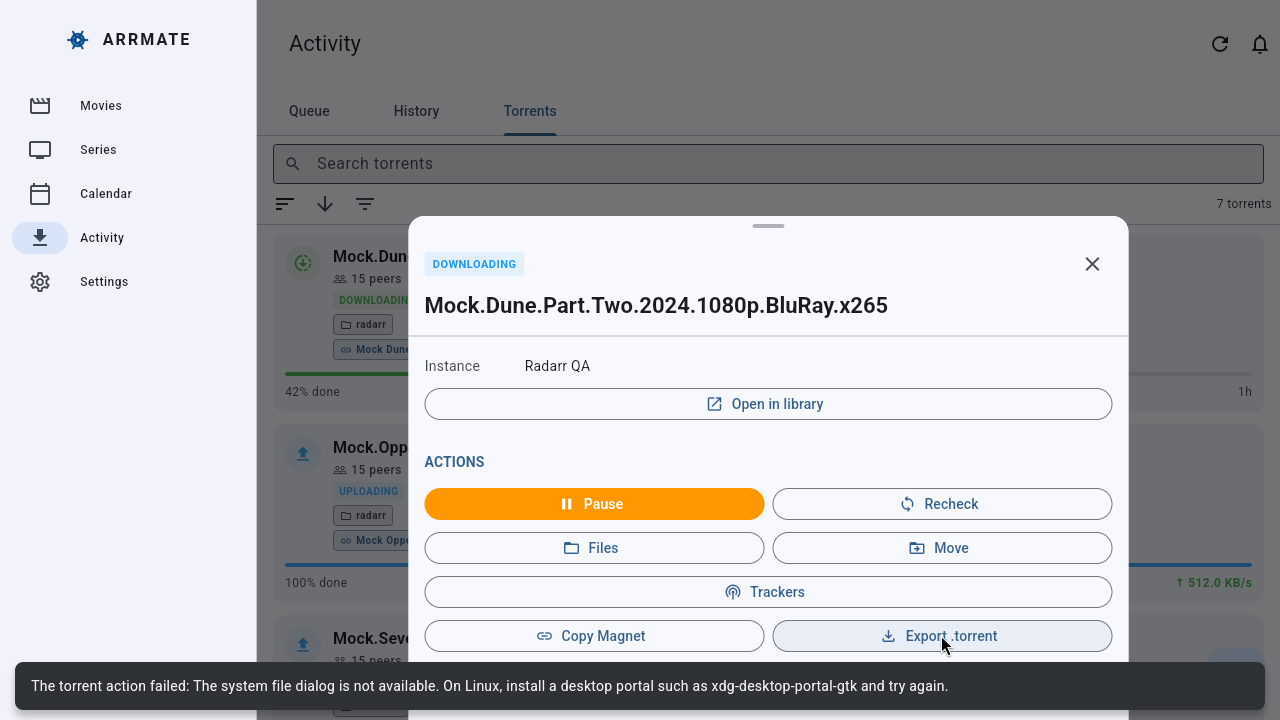 ARRMATE
Movies
Series
Calendar
Activity
Settings
Activity
Queue
History
Torrents
Search torrents
7 torrents
Mock.Dun
15 peers
DOWNLOADIN
radarr
Mock Dune
42% done
1h
Mock.Opp
15 peers
UPLOADING
radarr
Mock Oppe
100% done
↑ 512.0 KB/s
Mock.Seve
15 peers
DOWNLOADING
Mock.Dune.Part.Two.2024.1080p.BluRay.x265
Instance
Radarr QA
Open in library
ACTIONS
Pause
Recheck
Files
Move
Trackers
Copy Magnet
Export .torrent
The torrent action failed: The system file dialog is not available. On Linux, install a desktop portal such as xdg-desktop-portal-gtk and try again.